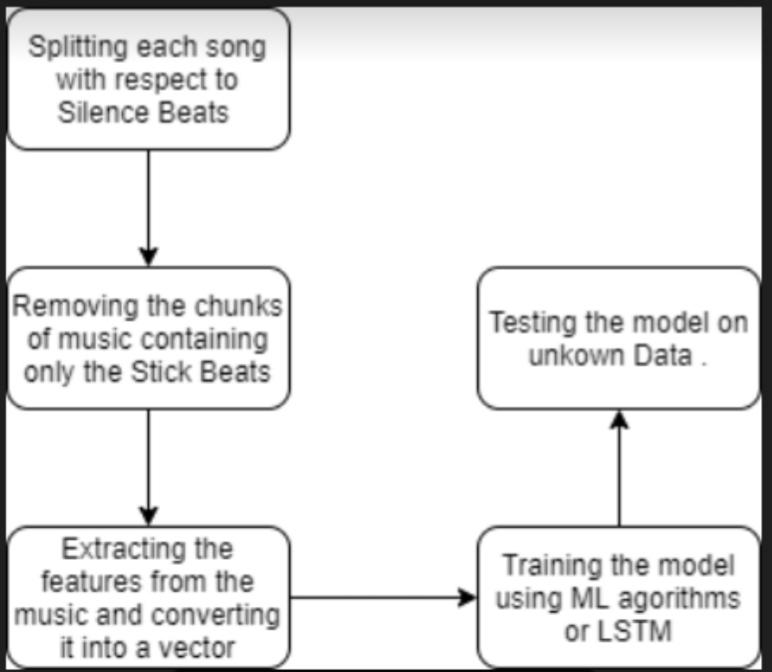 Splitting each song
with respect to
Silence Beats
Removing the chunks
of music containing
only the Stick Beats
Extracting the
features from the
music and converting
it into a vector
Training the model
using ML agorithms
or LSTM
Testing the model on
unkown Data .